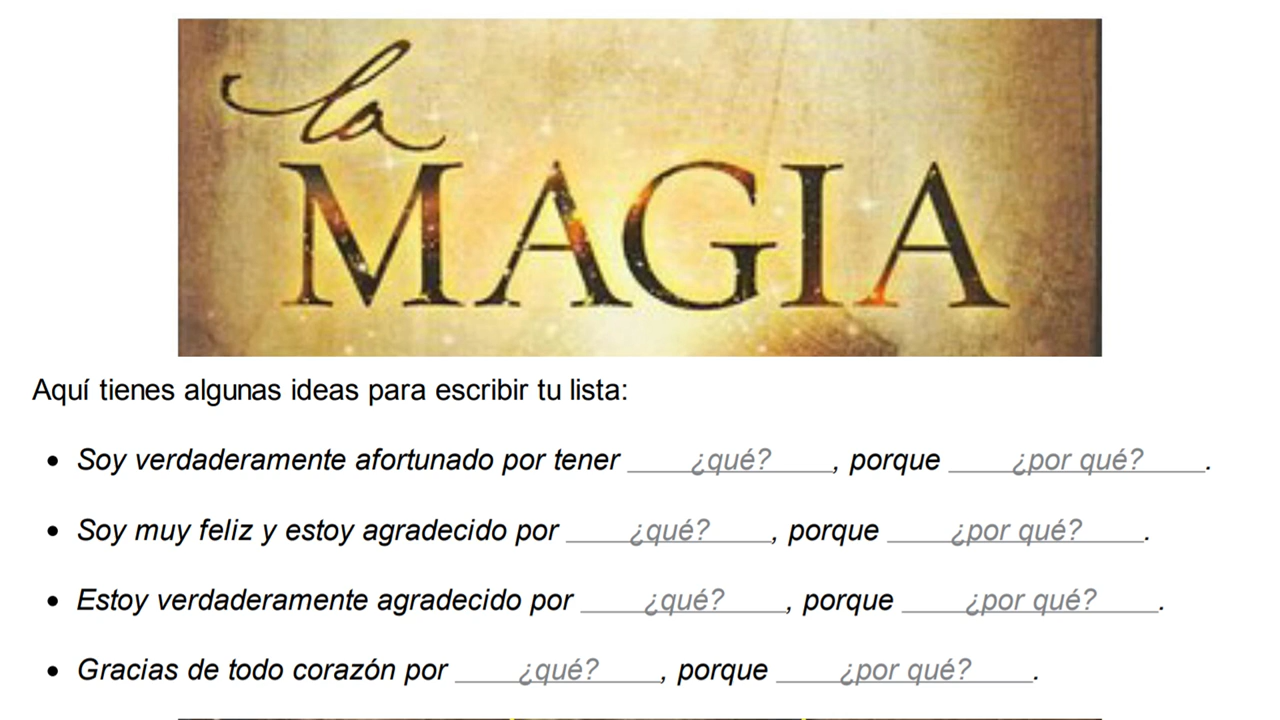 la
MAGIA
Aquí tienes algunas ideas para escribir tu lista:
• Soy verdaderamente afortunado por tener ¿qué?, porque ¿por qué?.
• Soy muy feliz y estoy agradecido por ¿qué?, porque ¿por qué?.
• Estoy verdaderamente agradecido por ¿qué?, porque ¿por qué?.
• Gracias de todo corazón por ¿qué?, porque ¿por qué?.